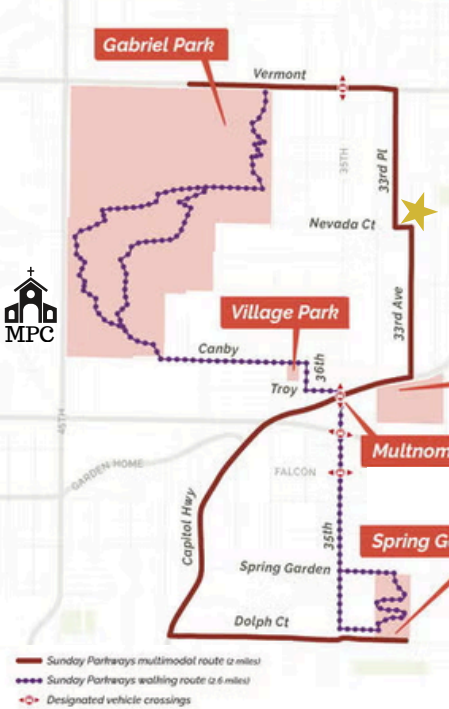 Gabriel Park
Vermont
35TH
33rd Pl
Nevada Ct
MPC
33rd Ave
Village Park
Canby
36th
Troy
45TH
Multnom
GARDEN HOME
FALCON
Capitol Hwy
35th
Spring G
Spring Garden
Dolph Ct
Sunday Parkways multimodal route (2 miles)
Sunday Parkways walking route (2.6 miles)
Designated vehicle crossings